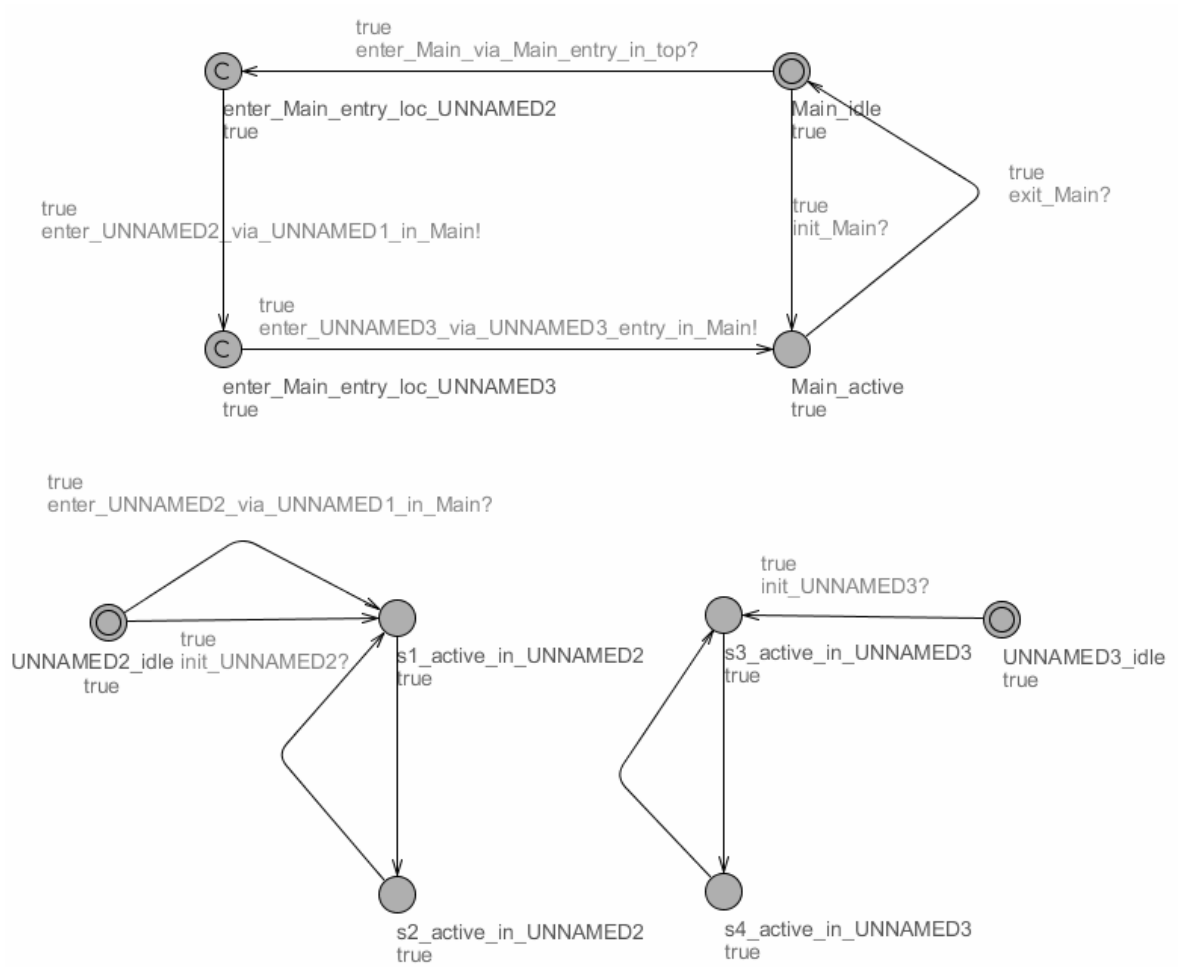 true
enter_Main_via_Main_entry_in_top?
C
enter_Main_entry_loc_UNNAMED2
true
Main_idle
true
true
exit_Main?
true
enter_UNNAMED2_via_UNNAMED1_in_Main!
true
init_Main?
true
enter_UNNAMED3_via_UNNAMED3_entry_in_Main!
C
enter_Main_entry_loc_UNNAMED3
true
Main_active
true
true
enter_UNNAMED2_via_UNNAMED1_in_Main?
true
init_UNNAMED3?
UNNAMED2_idle
true
true
init_UNNAMED2?
s1_active_in_UNNAMED2
true
s3_active_in_UNNAMED3
true
UNNAMED3_idle
true
s2_active_in_UNNAMED2
true
s4_active_in_UNNAMED3
true